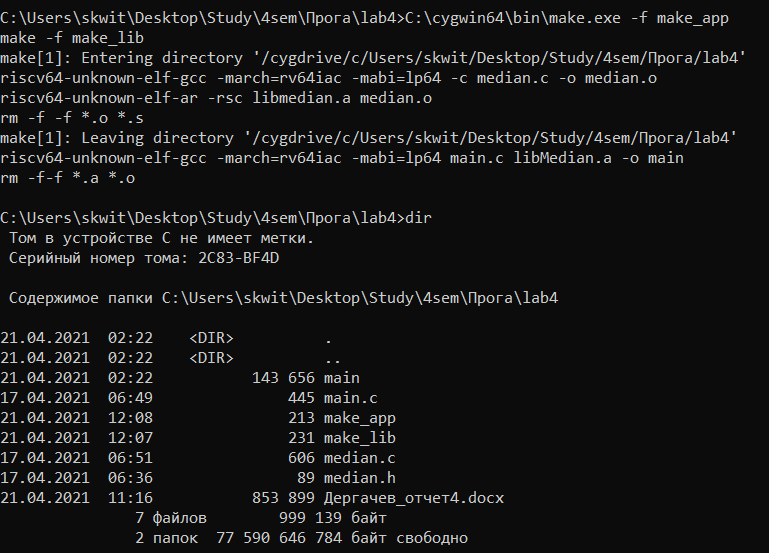 C:\Users\skwit\Desktop\Study\4sem\Прога\lab4>C:\cygwin64\bin\make.exe -f make_app
make -f make_lib
make[1]: Entering directory '/cygdrive/c/Users/skwit/Desktop/Study/4sem/Прога/lab4'
riscv64-unknown-elf-gcc -march=rv64iac -mabi=lp64 -c median.c -o median.o
riscv64-unknown-elf-ar -rsc libmedian.a median.o
rm -f -f *.o *.s
make[1]: Leaving directory '/cygdrive/c/Users/skwit/Desktop/Study/4sem/Прога/lab4'
riscv64-unknown-elf-gcc -march=rv64iac -mabi=lp64 main.c libMedian.a -o main
rm -f-f *.a *.o
C:\Users\skwit\Desktop\Study\4sem\Прога\lab4>dir
Том в устройстве C не имеет метки.
Серийный номер тома: 2C83-BF4D
Содержимое папки C:\Users\skwit\Desktop\Study\4sem\Прога\lab4
21.04.2021 02:22 <DIR> .
21.04.2021 02:22 <DIR> ..
21.04.2021 02:22 143 656 main
17.04.2021 06:49 445 main.c
21.04.2021 12:08 213 make_app
21.04.2021 12:07 231 make_lib
17.04.2021 06:51 606 median.c
17.04.2021 06:36 89 median.h
21.04.2021 11:16 853 899 Дергачев_отчет4.docx
7 файлов 999 139 байт
2 папок 77 590 646 784 байт свободно